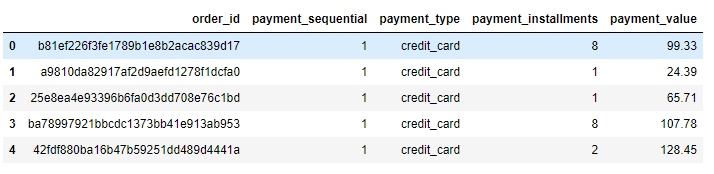 order_id payment_sequential payment_type payment_installments payment_value
0 b81ef226f3fe1789b1e8b2acac839d17 1 credit_card 8 99.33
1 a9810da82917af2d9aefd1278f1dcfa0 1 credit_card 1 24.39
2 25e8ea4e93396b6fa0d3dd708e76c1bd 1 credit_card 1 65.71
3 ba78997921bbcdc1373bb41e913ab953 1 credit_card 8 107.78
4 42fdf880ba16b47b59251dd489d4441a 1 credit_card 2 128.45